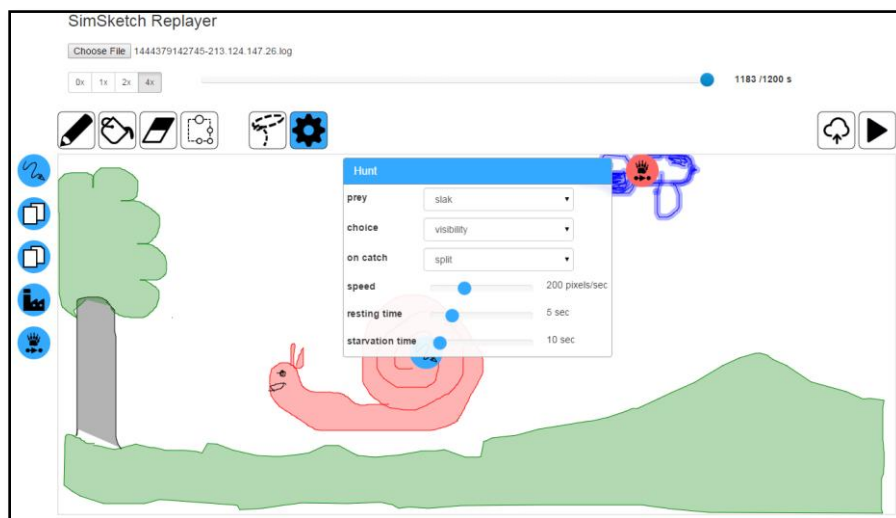 SimSketch Replayer
Choose File 1444379142745-213.124.147.26.log
0x 1x 2x 4x 1183 /1200 s
Hunt
prey slak
choice visibility
on catch split
speed 200 pixels/sec
resting time 5 sec
starvation time 10 sec